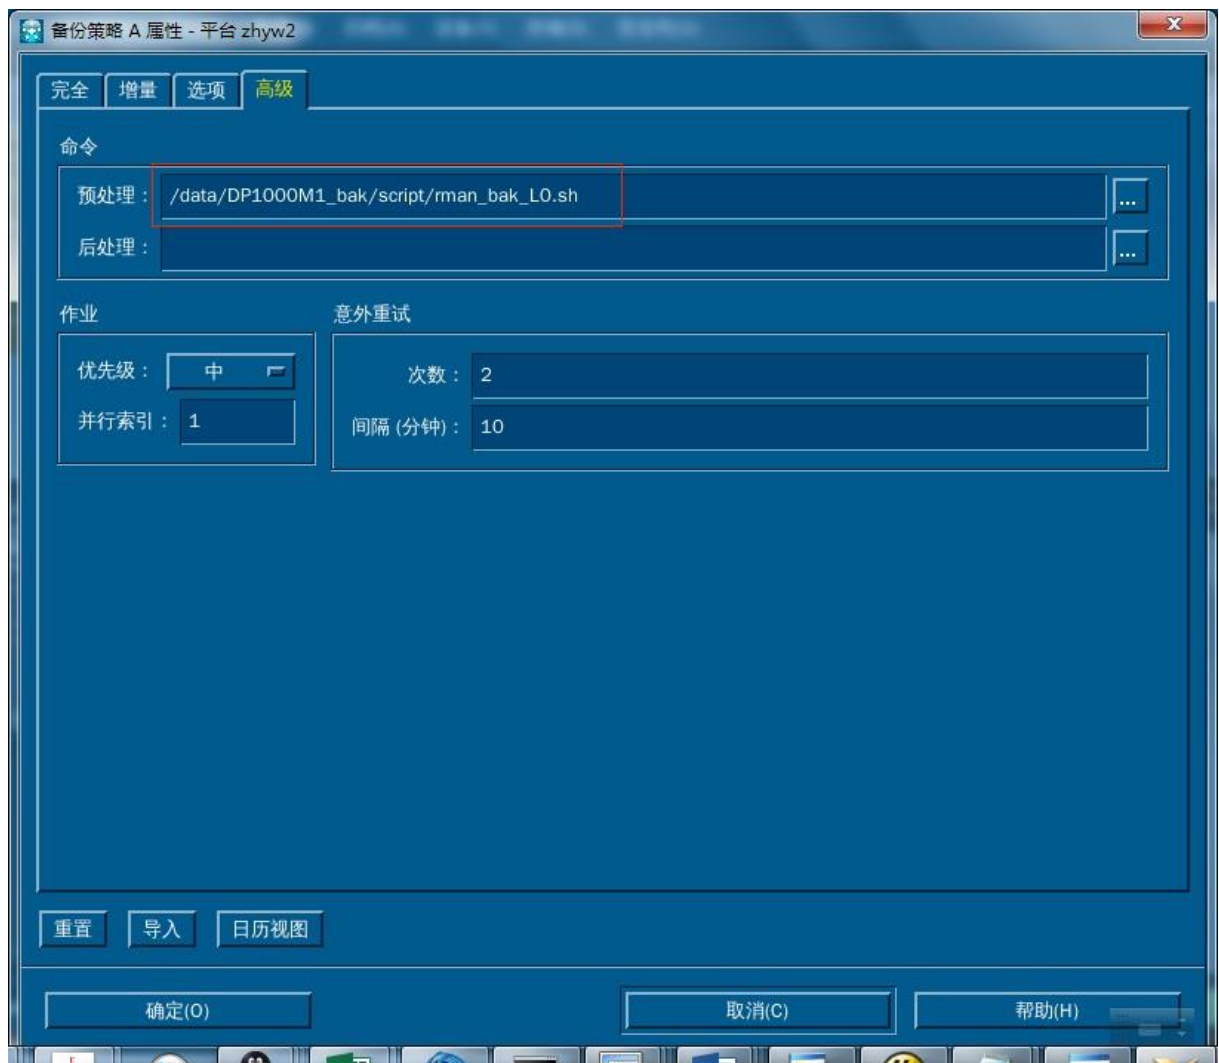 备份策略 A 属性 - 平台 zhyw2
完全 增量 选项 高级
命令
预处理： /data/DP1000M1_bak/script/rman_bak_L0.sh ...
后处理： ...
作业 意外重试
优先级： 中 次数： 2
并行索引： 1 间隔 (分钟)： 10
重置 导入 日历视图
确定(O) 取消(C) 帮助(H)